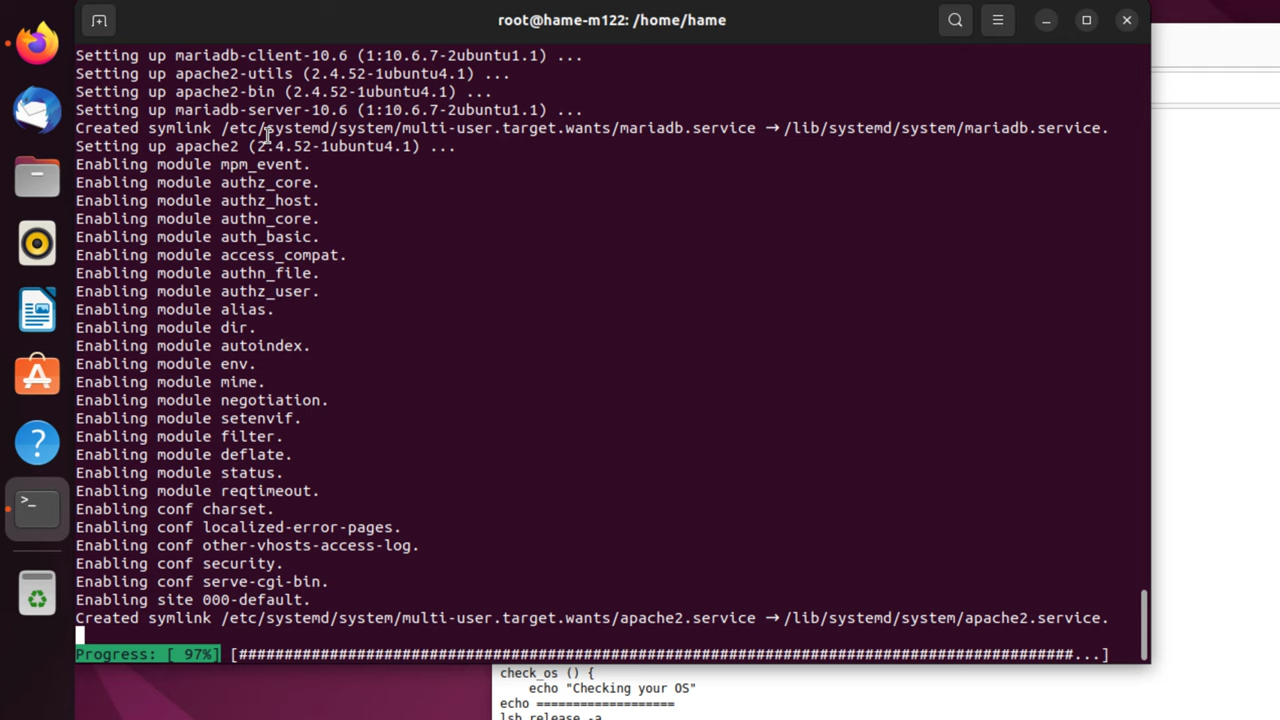 root@hame-m122: /home/hame
Setting up mariadb-client-10.6 (1:10.6.7-2ubuntu1.1) ...
Setting up apache2-utils (2.4.52-1ubuntu4.1) ...
Setting up apache2-bin (2.4.52-1ubuntu4.1) ...
Setting up mariadb-server-10.6 (1:10.6.7-2ubuntu1.1) ...
Created symlink /etc/systemd/system/multi-user.target.wants/mariadb.service → /lib/systemd/system/mariadb.service.
Setting up apache2 (2.4.52-1ubuntu4.1) ...
Enabling module mpm_event.
Enabling module authz_core.
Enabling module authz_host.
Enabling module authn_core.
Enabling module auth_basic.
Enabling module access_compat.
Enabling module authn_file.
Enabling module authz_user.
Enabling module alias.
Enabling module dir.
Enabling module autoindex.
Enabling module env.
Enabling module mime.
Enabling module negotiation.
Enabling module setenvif.
Enabling module filter.
Enabling module deflate.
Enabling module status.
Enabling module reqtimeout.
Enabling conf charset.
Enabling conf localized-error-pages.
Enabling conf other-vhosts-access-log.
Enabling conf security.
Enabling conf serve-cgi-bin.
Enabling site 000-default.
Created symlink /etc/systemd/system/multi-user.target.wants/apache2.service → /lib/systemd/system/apache2.service.
Progress: [ 97%] [############################################################################################...]
check_os () {
echo "Checking your OS"
echo ===================
lsb_release -a